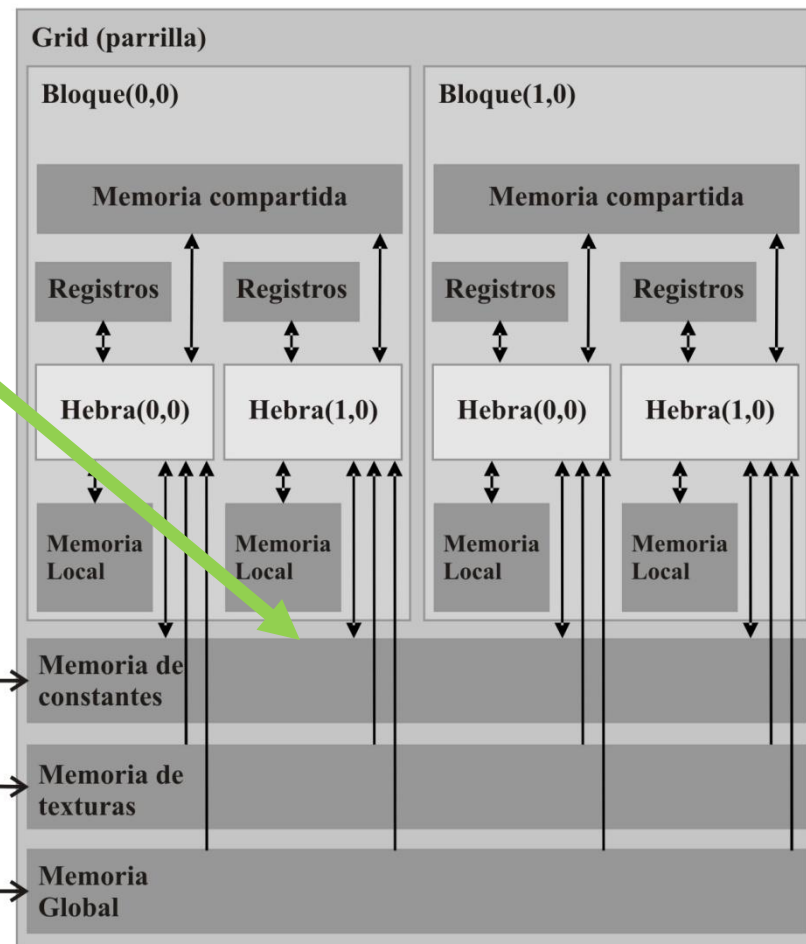 Grid (parrilla)
Bloque(0,0)
Bloque(1,0)
Memoria compartida
Memoria compartida
Registros
Registros
Registros
Registros
Hebra(0,0)
Hebra(1,0)
Hebra(0,0)
Hebra(1,0)
Memoria
Local
Memoria
Local
Memoria
Local
Memoria
Local
Memoria de
constantes
Memoria de
texturas
Memoria
Global